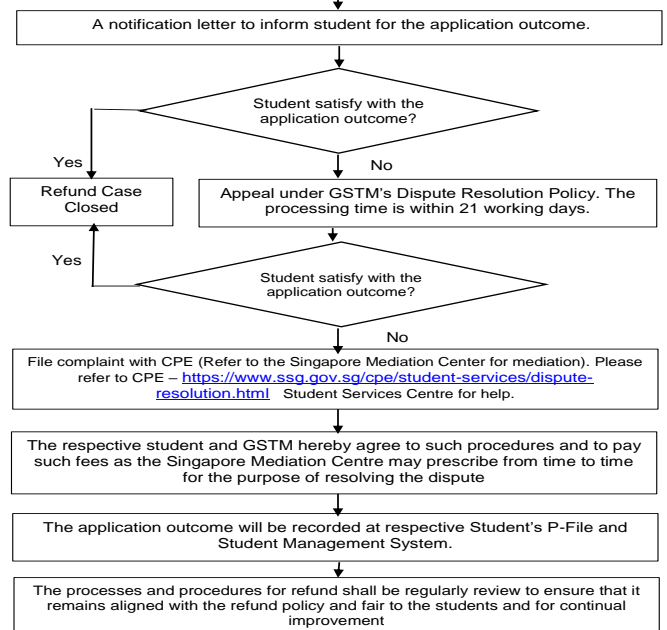 A notification letter to inform student for the application outcome.
Student satisfy with the
application outcome?
Yes
No
Refund Case
Closed
Appeal under GSTM's Dispute Resolution Policy. The
processing time is within 21 working days.
Yes
Student satisfy with the
application outcome?
No
File complaint with CPE (Refer to the Singapore Mediation Center for mediation). Please
refer to CPE – https://www.ssg.gov.sg/cpe/student-services/dispute-
resolution.html Student Services Centre for help.
The respective student and GSTM hereby agree to such procedures and to pay
such fees as the Singapore Mediation Centre may prescribe from time to time
for the purpose of resolving the dispute
The application outcome will be recorded at respective Student's P-File and
Student Management System.
The processes and procedures for refund shall be regularly review to ensure that it
remains aligned with the refund policy and fair to the students and for continual
improvement